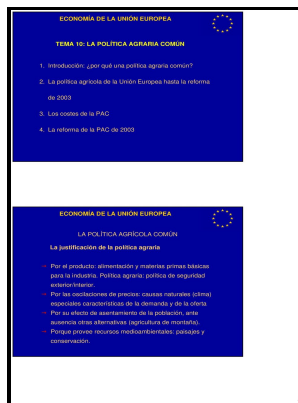 ECONOMÍA DE LA UNIÓN EUROPEA
TEMA 10: LA POLÍTICA AGRARIA COMÚN
1. Introducción: ¿por qué una política agraria común?
2. La política agrícola de la Unión Europea hasta la reforma
de 2003
3. Los costes de la PAC
4. La reforma de la PAC de 2003
ECONOMÍA DE LA UNIÓN EUROPEA
LA POLÍTICA AGRÍCOLA COMÚN
La justificación de la política agraria
– Por el producto: alimentación y materias primas básicas
para la industria. Política agraria: política de seguridad
exterior/interior.
– Por las oscilaciones de precios: causas naturales (clima)
especiales características de la demanda y de la oferta
– Por su efecto de asentamiento de la población, ante
ausencia otras alternativas (agricultura de montaña).
– Porque provee recursos medioambientales: paisajes y
conservación.